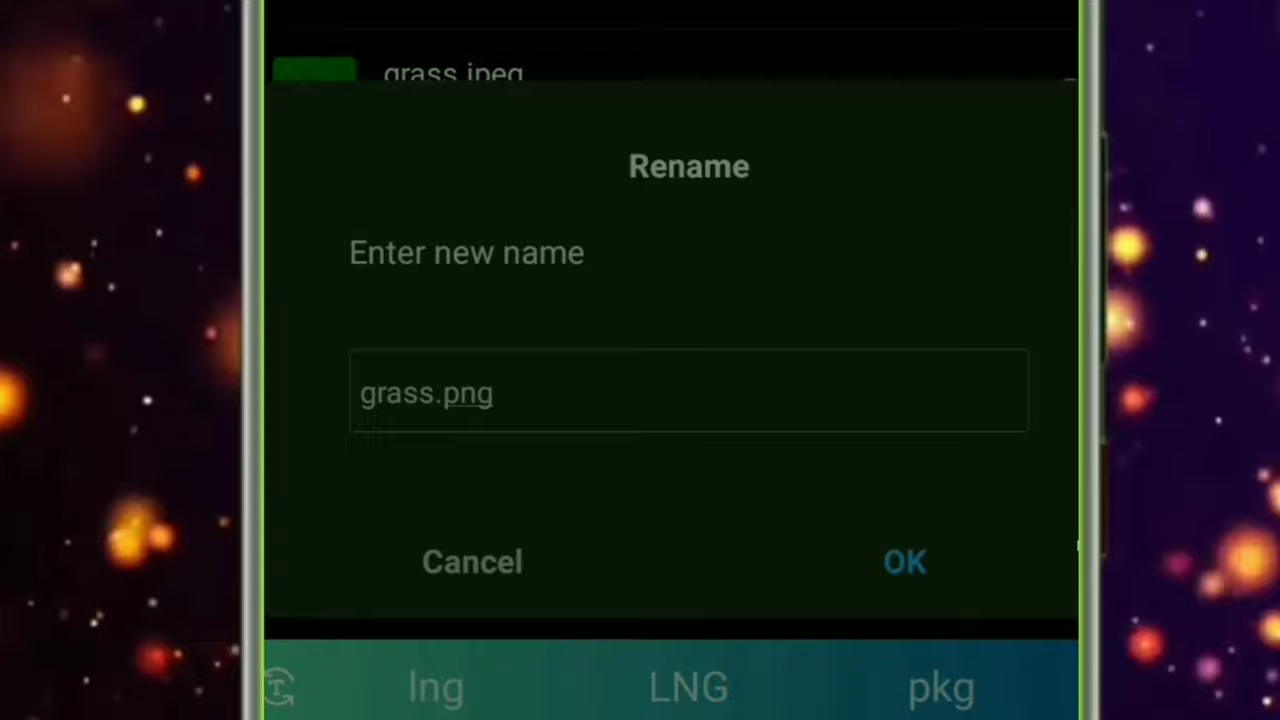 grass.jpeg
Rename
Enter new name
grass.png
Cancel
OK
lng
LNG
pkg